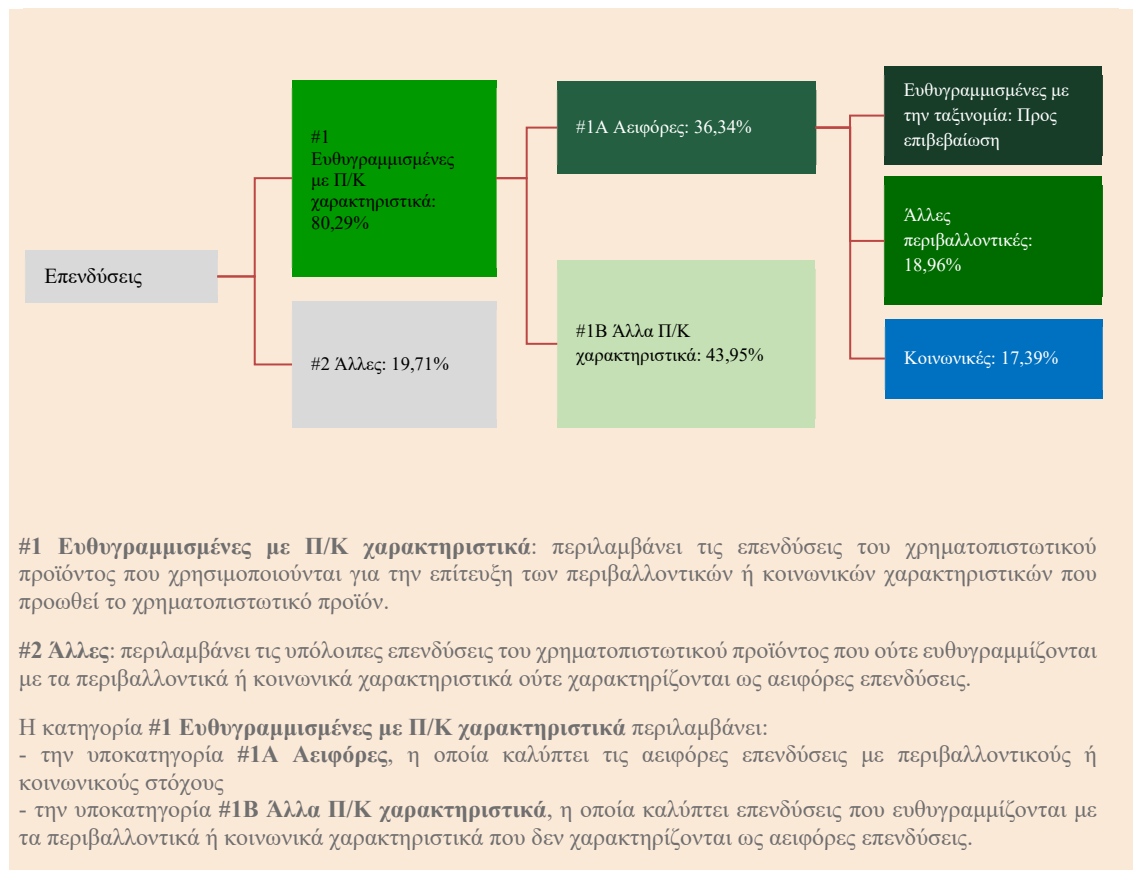 Επενδύσεις
#1
Ευθυγραμμισμένες
με Π/Κ
χαρακτηριστικά:
80,29%
#2 Άλλες: 19,71%
#1Α Αειφόρες: 36,34%
#1Β Άλλα Π/Κ
χαρακτηριστικά: 43,95%
Ευθυγραμμισμένες με
την ταξινομία: Προς
επιβεβαίωση
Άλλες
περιβαλλοντικές:
18,96%
Κοινωνικές: 17,39%
#1 Ευθυγραμμισμένες με Π/Κ χαρακτηριστικά: περιλαμβάνει τις επενδύσεις του χρηματοπιστωτικού
προϊόντος που χρησιμοποιούνται για την επίτευξη των περιβαλλοντικών ή κοινωνικών χαρακτηριστικών που
προωθεί το χρηματοπιστωτικό προϊόν.
#2 Άλλες: περιλαμβάνει τις υπόλοιπες επενδύσεις του χρηματοπιστωτικού προϊόντος που ούτε ευθυγραμμίζονται
με τα περιβαλλοντικά ή κοινωνικά χαρακτηριστικά ούτε χαρακτηρίζονται ως αειφόρες επενδύσεις.
Η κατηγορία #1 Ευθυγραμμισμένες με Π/Κ χαρακτηριστικά περιλαμβάνει:
- την υποκατηγορία #1Α Αειφόρες, η οποία καλύπτει τις αειφόρες επενδύσεις με περιβαλλοντικούς ή
κοινωνικούς στόχους
- την υποκατηγορία #1Β Άλλα Π/Κ χαρακτηριστικά, η οποία καλύπτει επενδύσεις που ευθυγραμμίζονται με
τα περιβαλλοντικά ή κοινωνικά χαρακτηριστικά που δεν χαρακτηρίζονται ως αειφόρες επενδύσεις.